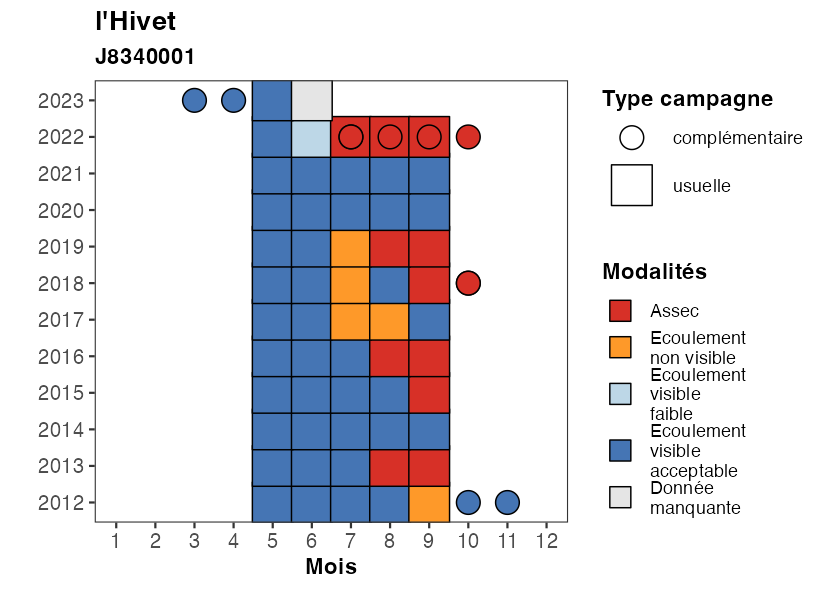 l'Hivet
J8340001
2023
2022
2021
2020
2019
2018
2017
2016
2015
2014
2013
2012
1 2 3 4 5 6 7 8 9 10 11 12
Mois
Type campagne
complémentaire
usuelle
Modalités
Assec
Ecoulement
non visible
Ecoulement
visible
faible
Ecoulement
visible
acceptable
Donnée
manquante